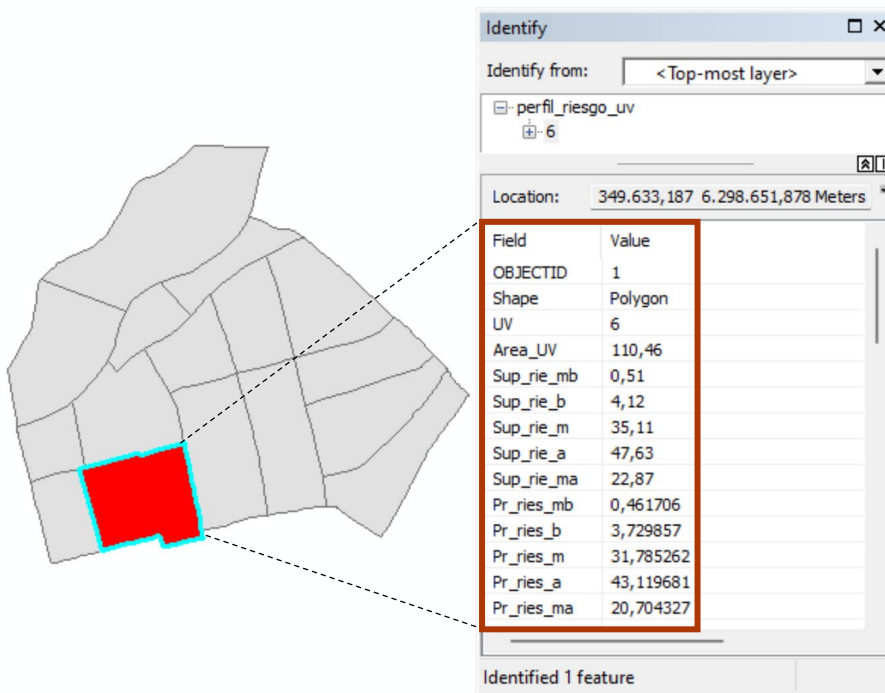 Identify
Identify from: <Top-most layer>
perfil_riesgo_uv
6
Location: 349.633,187 6.298.651,878 Meters
Field Value
OBJECTID 1
Shape Polygon
UV 6
Area_UV 110,46
Sup_rie_mb 0,51
Sup_rie_b 4,12
Sup_rie_m 35,11
Sup_rie_a 47,63
Sup_rie_ma 22,87
Pr_ries_mb 0,461706
Pr_ries_b 3,729857
Pr_ries_m 31,785262
Pr_ries_a 43,119681
Pr_ries_ma 20,704327
Identified 1 feature